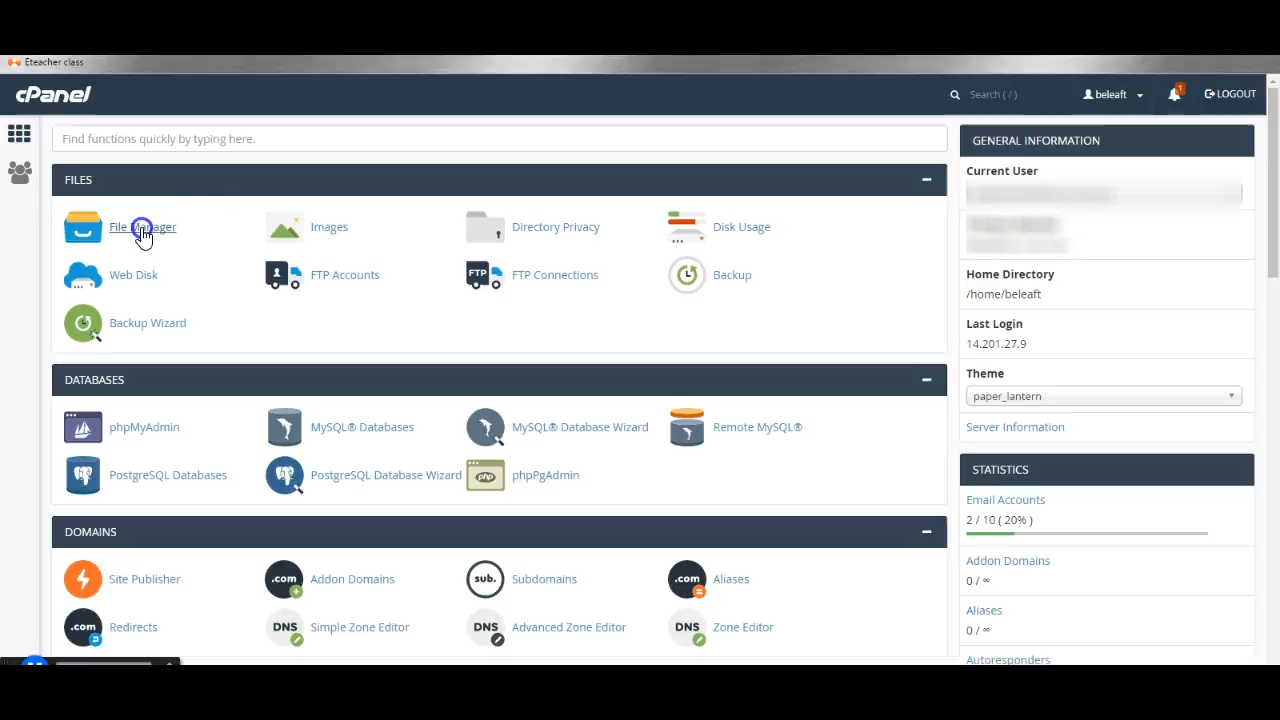 Eteacher class
cPanel
Search ( / )
beleaft
1
LOGOUT
Find functions quickly by typing here.
FILES
File Manager
Images
Directory Privacy
Disk Usage
Web Disk
FTP Accounts
FTP
FTP Connections
Backup
Backup Wizard
DATABASES
phpMyAdmin
MySQL® Databases
MySQL® Database Wizard
Remote MySQL®
PostgreSQL Databases
PostgreSQL Database Wizard
php
phpPgAdmin
DOMAINS
Site Publisher
.com
Addon Domains
sub.
Subdomains
.com
Aliases
.com
Redirects
DNS
Simple Zone Editor
DNS
Advanced Zone Editor
DNS
Zone Editor
GENERAL INFORMATION
Current User
Home Directory
/home/beleaft
Last Login
14.201.27.9
Theme
paper_lantern
Server Information
STATISTICS
Email Accounts
2 / 10 ( 20% )
Addon Domains
0 / ∞
Aliases
0 / ∞
Autoresponders